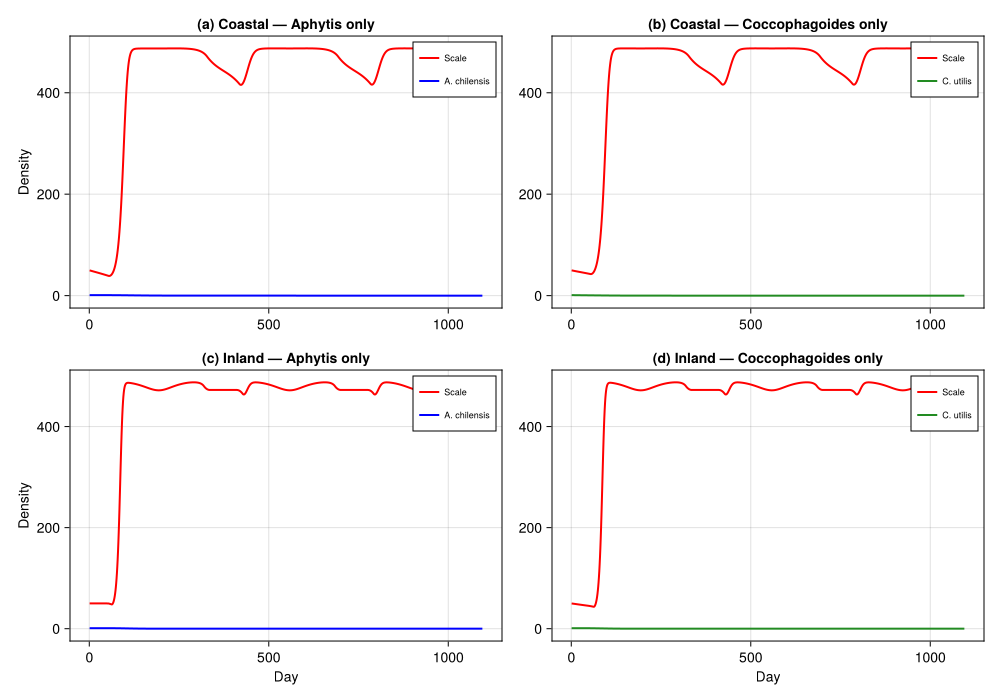 (a) Coastal — Aphytis only
(b) Coastal — Coccophagoides only
Density
400
200
0
0
500
1000
Scale
A. chilensis
400
200
0
0
500
1000
Scale
C. utilis
(c) Inland — Aphytis only
(d) Inland — Coccophagoides only
Density
400
200
0
0
500
1000
Day
Scale
A. chilensis
400
200
0
0
500
1000
Day
Scale
C. utilis